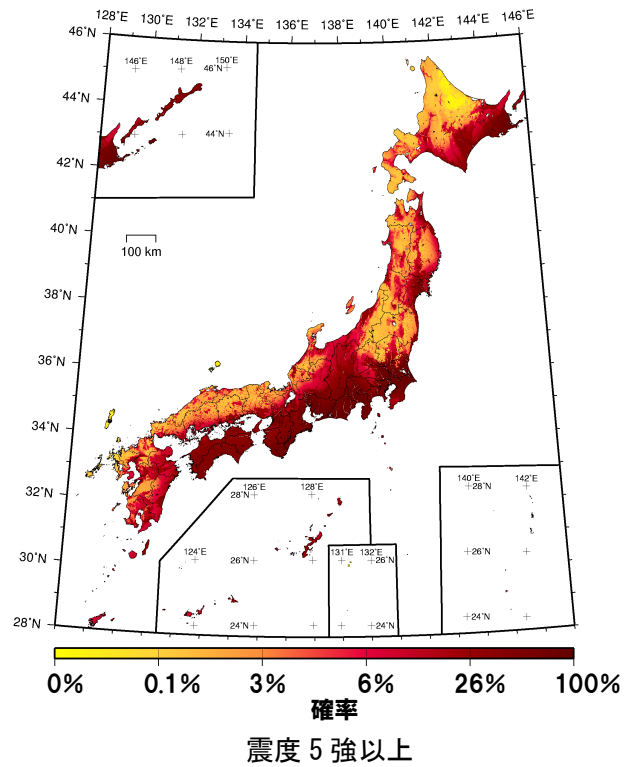 128˚E 130˚E 132˚E 134˚E 136˚E 138˚E 140˚E 142˚E 144˚E 146˚E
46˚N
146˚E 148˚E 150˚E
46˚N
44˚N
44˚N
42˚N
40˚N
100 km
38˚N
36˚N
34˚N
32˚N
126˚E 128˚E
28˚N
140˚E 142˚E
28˚N
30˚N
124˚E
26˚N
131˚E 132˚E
26˚N
26˚N
28˚N
24˚N
24˚N
24˚N
0% 0.1% 3% 6% 26% 100%
確率
震度 5 強以上